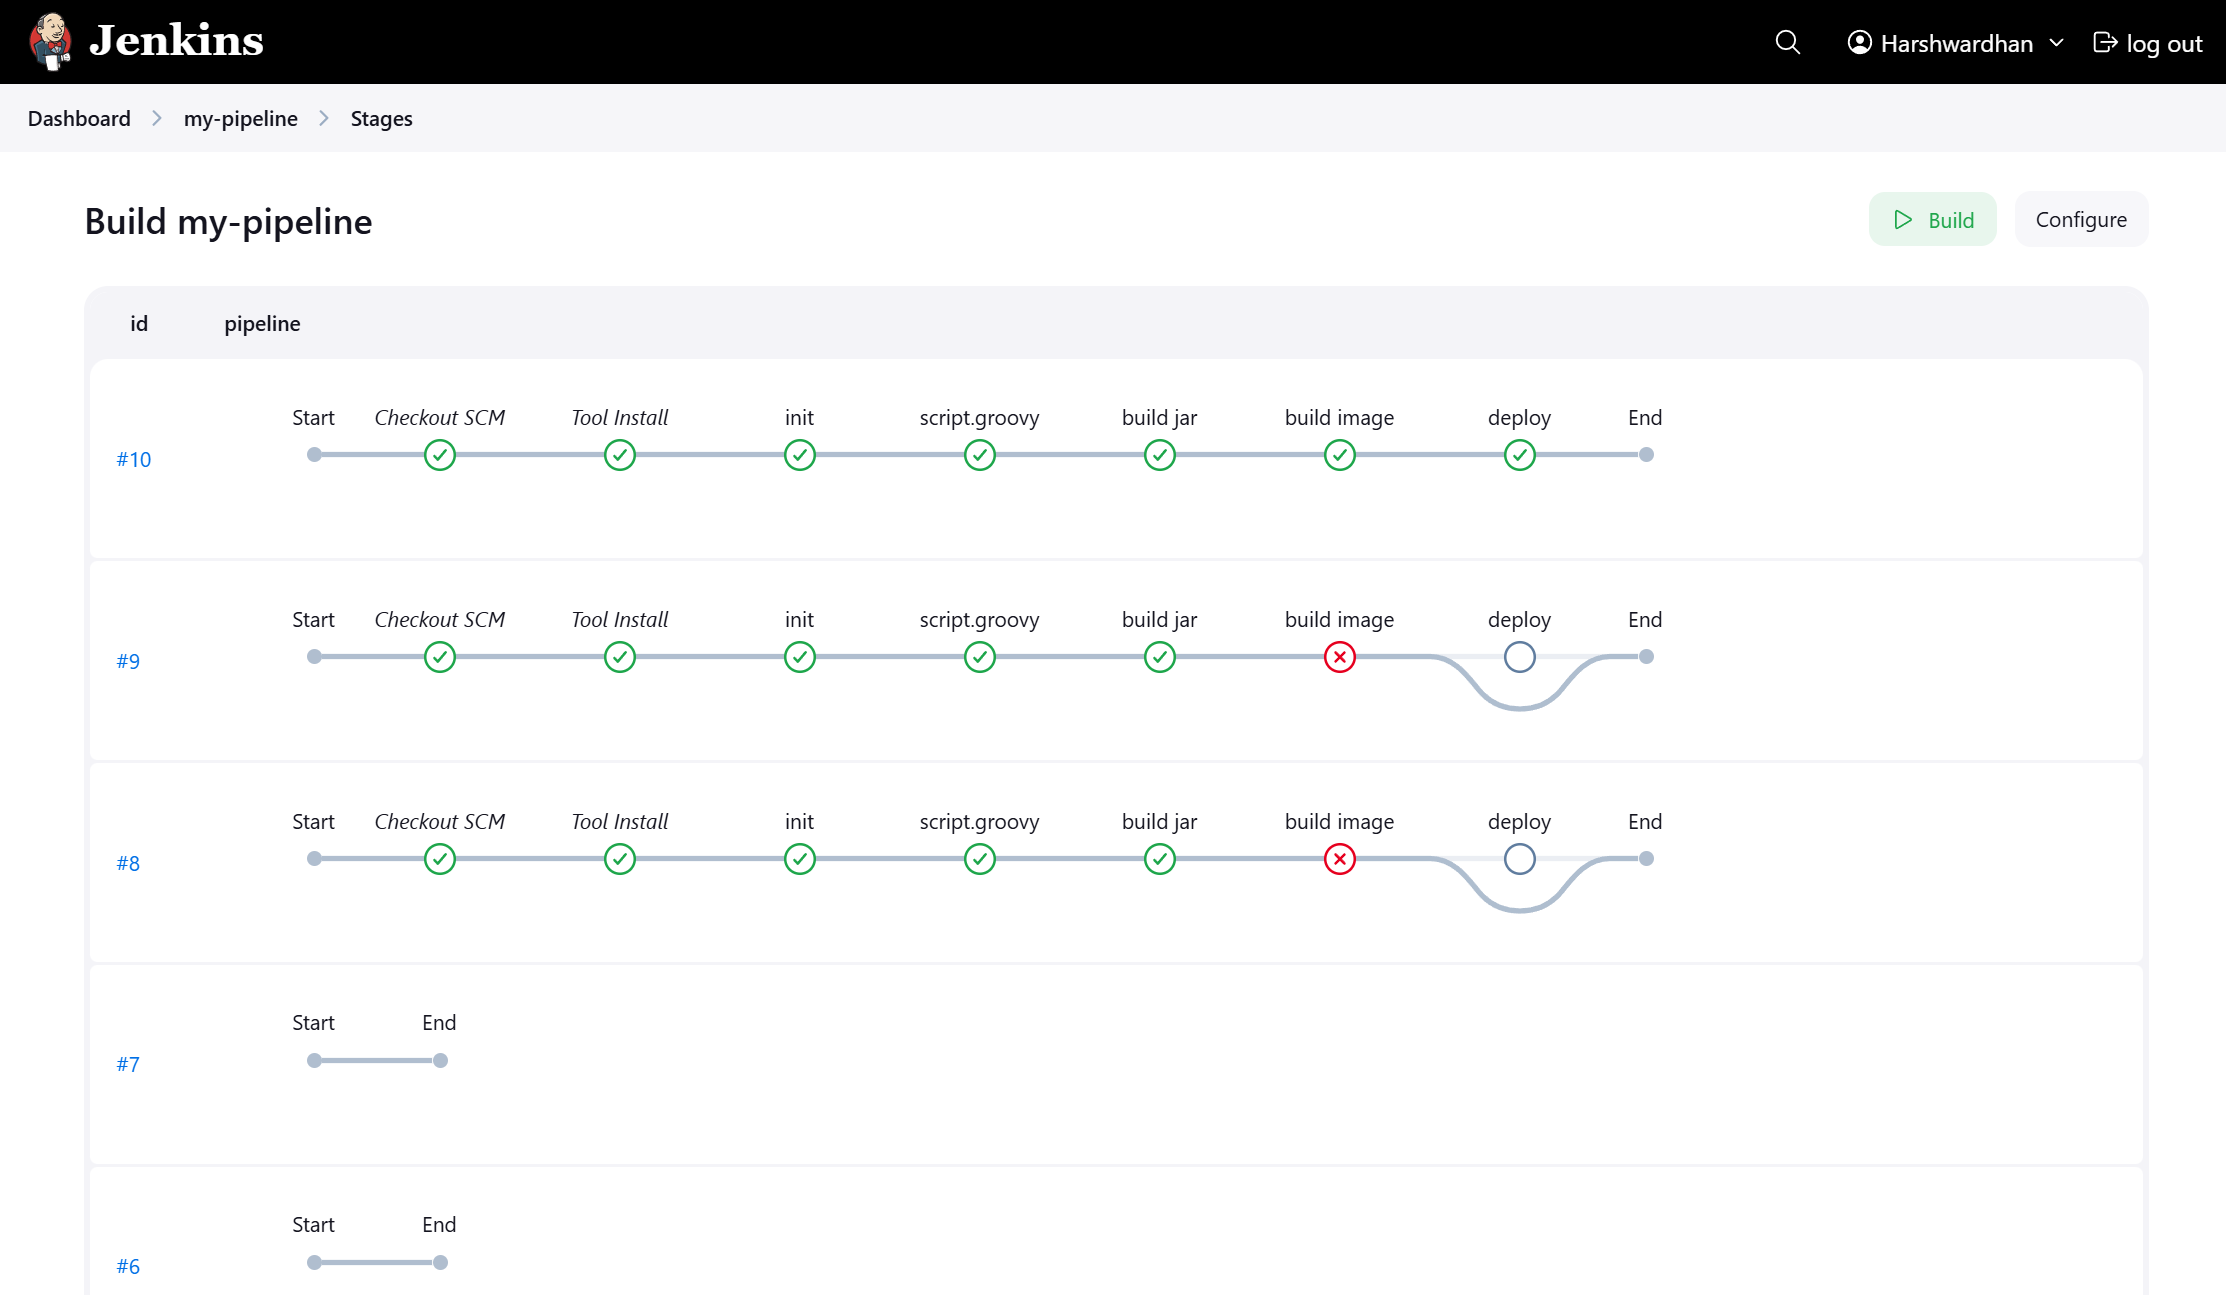 Jenkins
Harshwardhan
log out
Dashboard
my-pipeline
Stages
Build my-pipeline
Build
Configure
id pipeline
Start Checkout SCM Tool Install init script.groovy build jar build image deploy End
#10
Start Checkout SCM Tool Install init script.groovy build jar build image deploy End
#9
Start Checkout SCM Tool Install init script.groovy build jar build image deploy End
#8
Start End
#7
Start End
#6